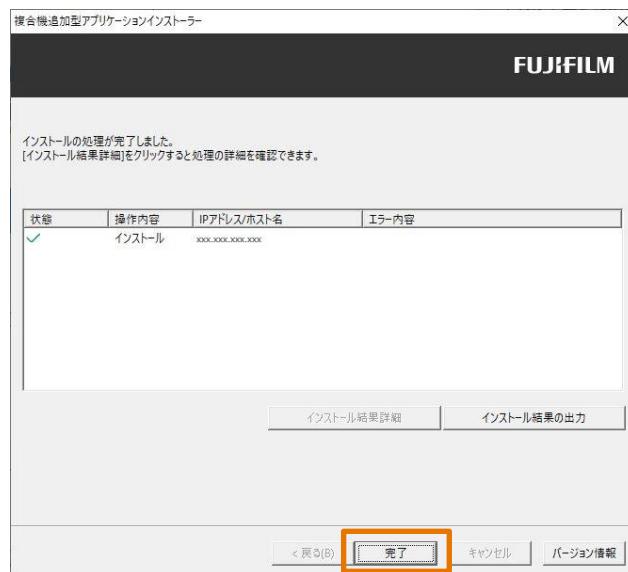 複合機追加型アプリケーションインストーラー
FUJIFILM
インストールの処理が完了しました。
[インストール結果詳細]をクリックすると処理の詳細を確認できます。
状態 操作内容 IPアドレス/ホスト名 エラー内容
インストール xxx.xxx.xxx.xxx
インストール結果詳細 インストール結果の出力
< 戻る(B) 完了 キャンセル バージョン情報